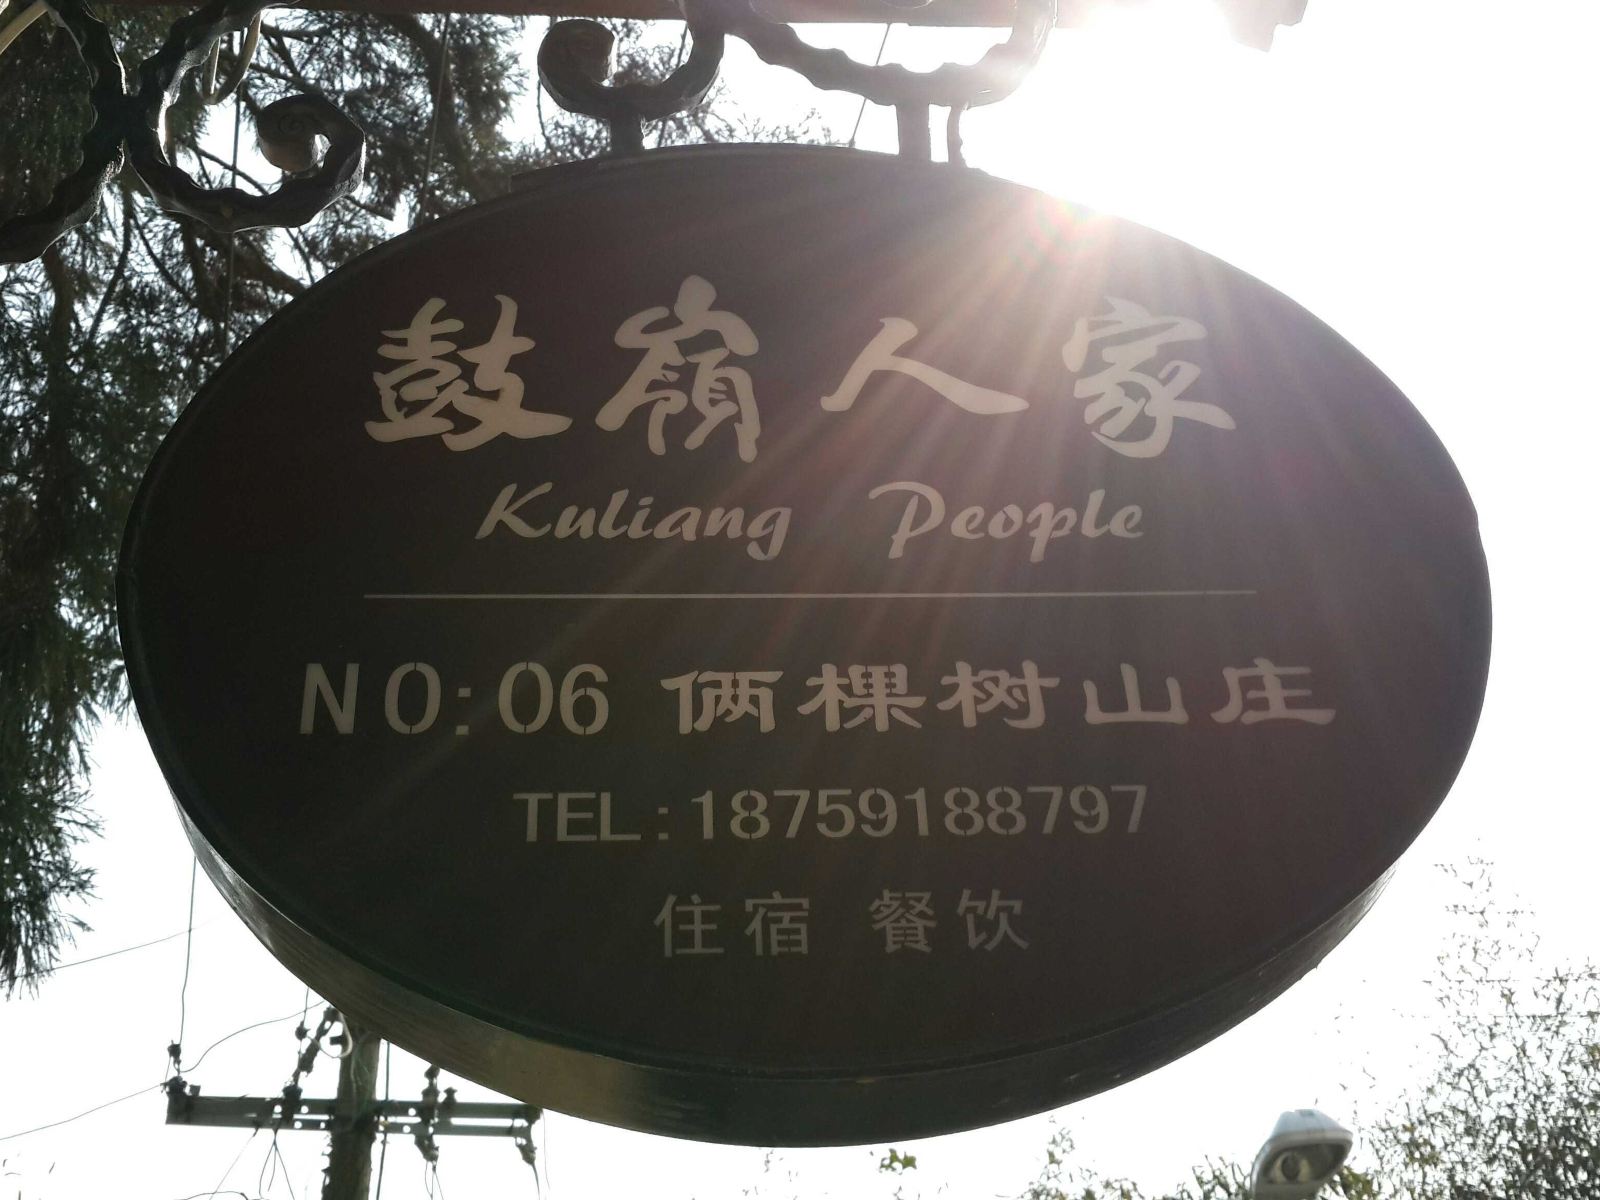 鼓嶺人家
Kuliang People
NO:06 俩棵树山庄
TEL:18759188797
住宿 餐饮